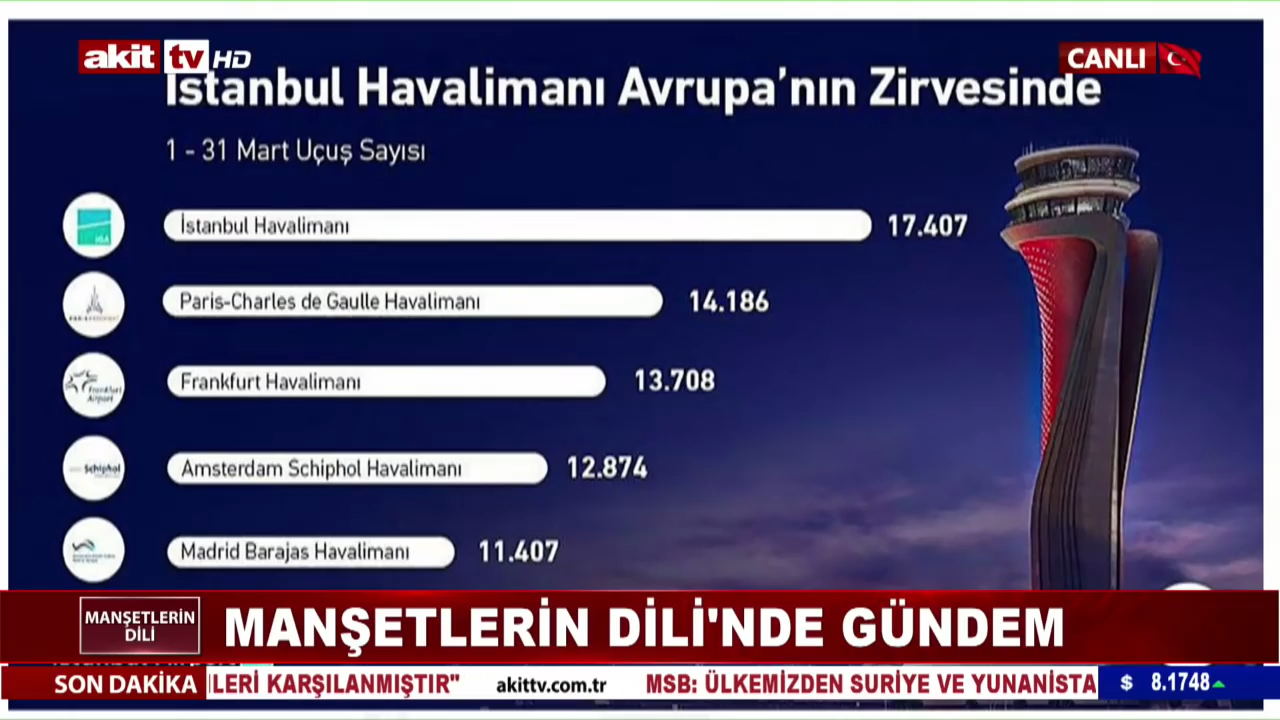 akit tv HD
CANLI
İstanbul Havalimanı Avrupa'nın Zirvesinde
1 - 31 Mart Uçuş Sayısı
İGA
İstanbul Havalimanı 17.407
Paris-Charles de Gaulle Havalimanı 14.186
Frankfurt Airport
Frankfurt Havalimanı 13.708
Schiphol
Amsterdam Schiphol Havalimanı 12.874
Madrid Barajas Havalimanı 11.407
MANŞETLERİN DİLİ
MANŞETLERİN DİLİ'NDE GÜNDEM
SON DAKİKA
İLERİ KARŞILANMIŞTIR" akittv.com.tr MSB: ÜLKEMİZDEN SURİYE VE YUNANİSTA
$ 8.1748